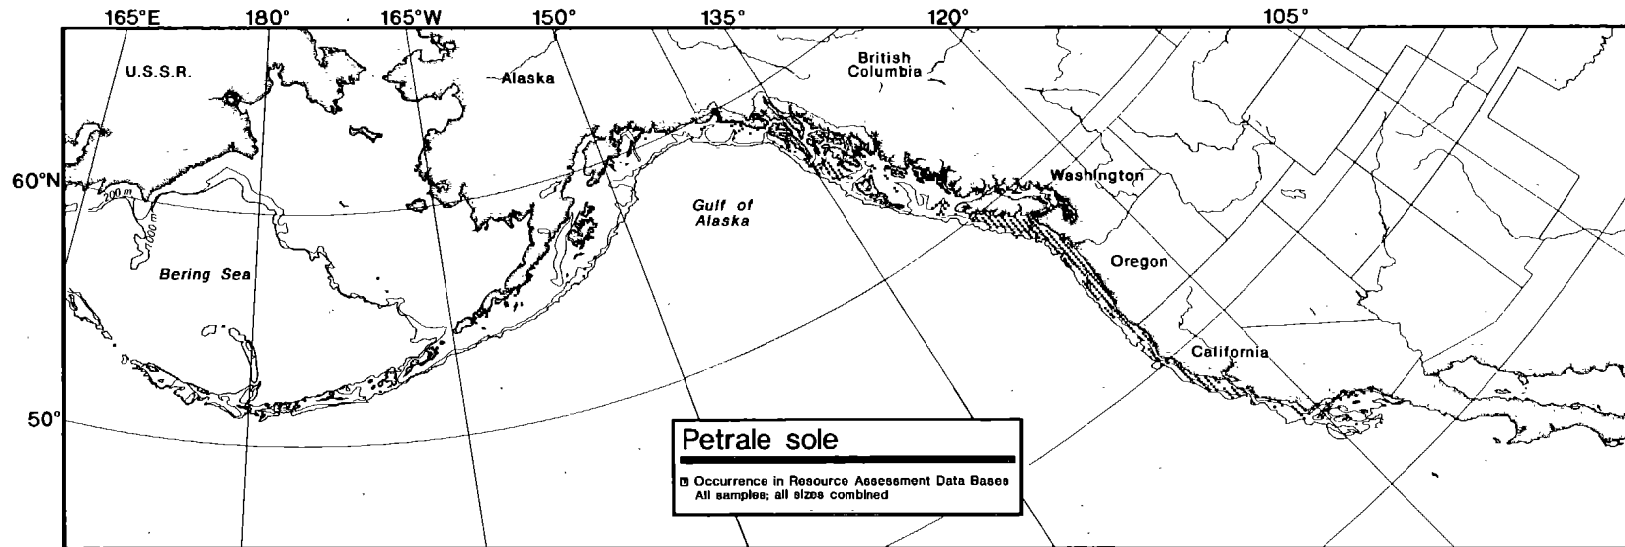 165°E 180° 165°W 150° 135° 120° 105°
British
Columbia
U.S.S.R.
Alaska
Washington
60°N
200 m
1000 m
Gulf of
Alaska
Bering Sea
Oregon
California
50°
Petrale sole
Occurrence in Resource Assessment Data Bases
All samples; all sizes combined